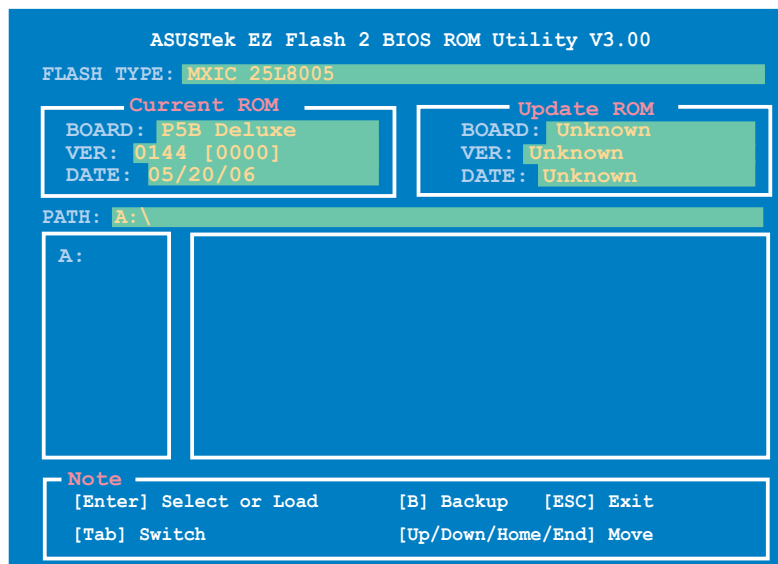 ASUSTek EZ Flash 2 BIOS ROM Utility V3.00
FLASH TYPE: MXIC 25L8005
Current ROM
BOARD: P5B Deluxe
VER: 0144 [0000]
DATE: 05/20/06
Update ROM
BOARD: Unknown
VER: Unknown
DATE: Unknown
PATH: A:\
A:
Note
[Enter] Select or Load [B] Backup [ESC] Exit
[Tab] Switch [Up/Down/Home/End] Move